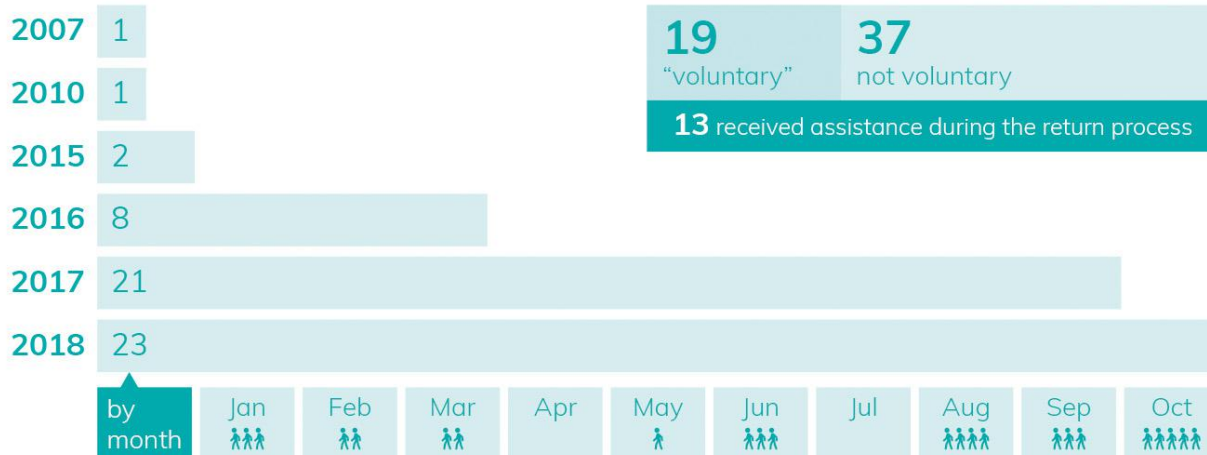 2007 1
2010 1
2015 2
2016 8
2017 21
2018 23
19 37
“voluntary” not voluntary
13 received assistance during the return process
by
month
Jan Feb Mar Apr May Jun Jul Aug Sep Oct